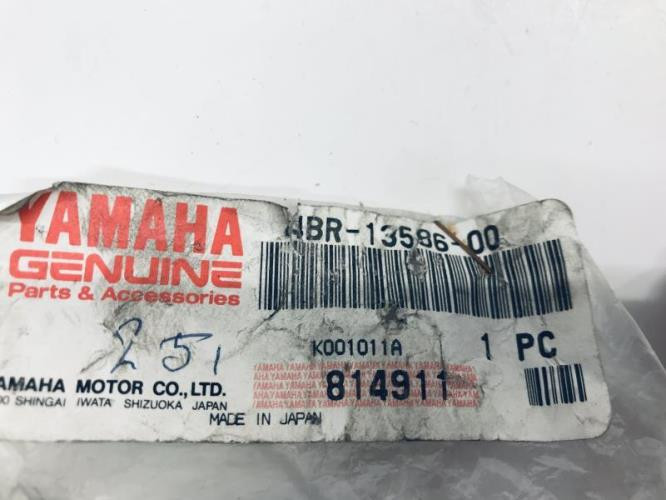 YAMAHA
GENUINE
Parts & Accessories
4BR-13586-00
K001011A
1 PC
251
814911
YAMAHA MOTOR CO., LTD.
SHINGAI IWATA SHIZUOKA JAPAN
MADE IN JAPAN